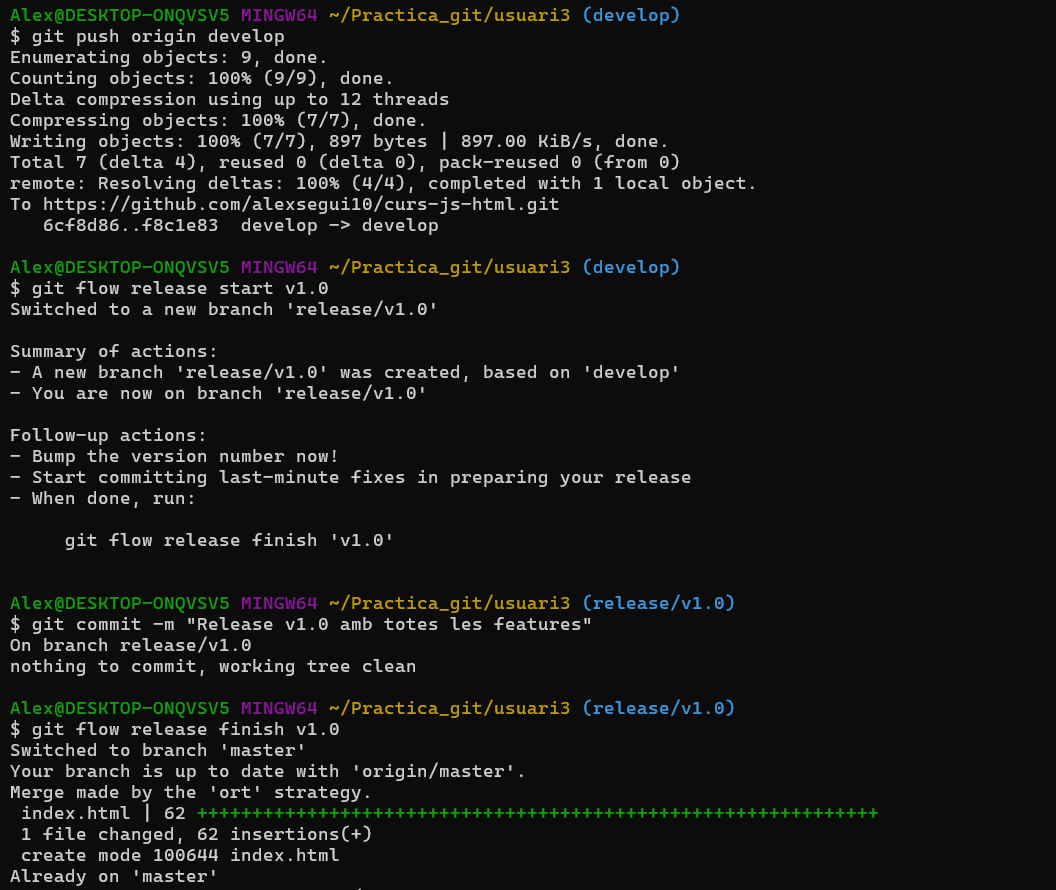 Alex@DESKTOP-ONQVSV5 MINGW64 ~/Practica_git/usuari3 (develop)
$ git push origin develop
Enumerating objects: 9, done.
Counting objects: 100% (9/9), done.
Delta compression using up to 12 threads
Compressing objects: 100% (7/7), done.
Writing objects: 100% (7/7), 897 bytes | 897.00 KiB/s, done.
Total 7 (delta 4), reused 0 (delta 0), pack-reused 0 (from 0)
remote: Resolving deltas: 100% (4/4), completed with 1 local object.
To https://github.com/alexsegui10/curs-js-html.git
   6cf8d86..f8c1e83  develop -> develop

Alex@DESKTOP-ONQVSV5 MINGW64 ~/Practica_git/usuari3 (develop)
$ git flow release start v1.0
Switched to a new branch 'release/v1.0'

Summary of actions:
- A new branch 'release/v1.0' was created, based on 'develop'
- You are now on branch 'release/v1.0'

Follow-up actions:
- Bump the version number now!
- Start committing last-minute fixes in preparing your release
- When done, run:

     git flow release finish 'v1.0'

Alex@DESKTOP-ONQVSV5 MINGW64 ~/Practica_git/usuari3 (release/v1.0)
$ git commit -m "Release v1.0 amb totes les features"
On branch release/v1.0
nothing to commit, working tree clean

Alex@DESKTOP-ONQVSV5 MINGW64 ~/Practica_git/usuari3 (release/v1.0)
$ git flow release finish v1.0
Switched to branch 'master'
Your branch is up to date with 'origin/master'.
Merge made by the 'ort' strategy.
 index.html | 62 ++++++++++++++++++++++++++++++++++++++++++++++++++++++++++++++
 1 file changed, 62 insertions(+)
 create mode 100644 index.html
Already on 'master'